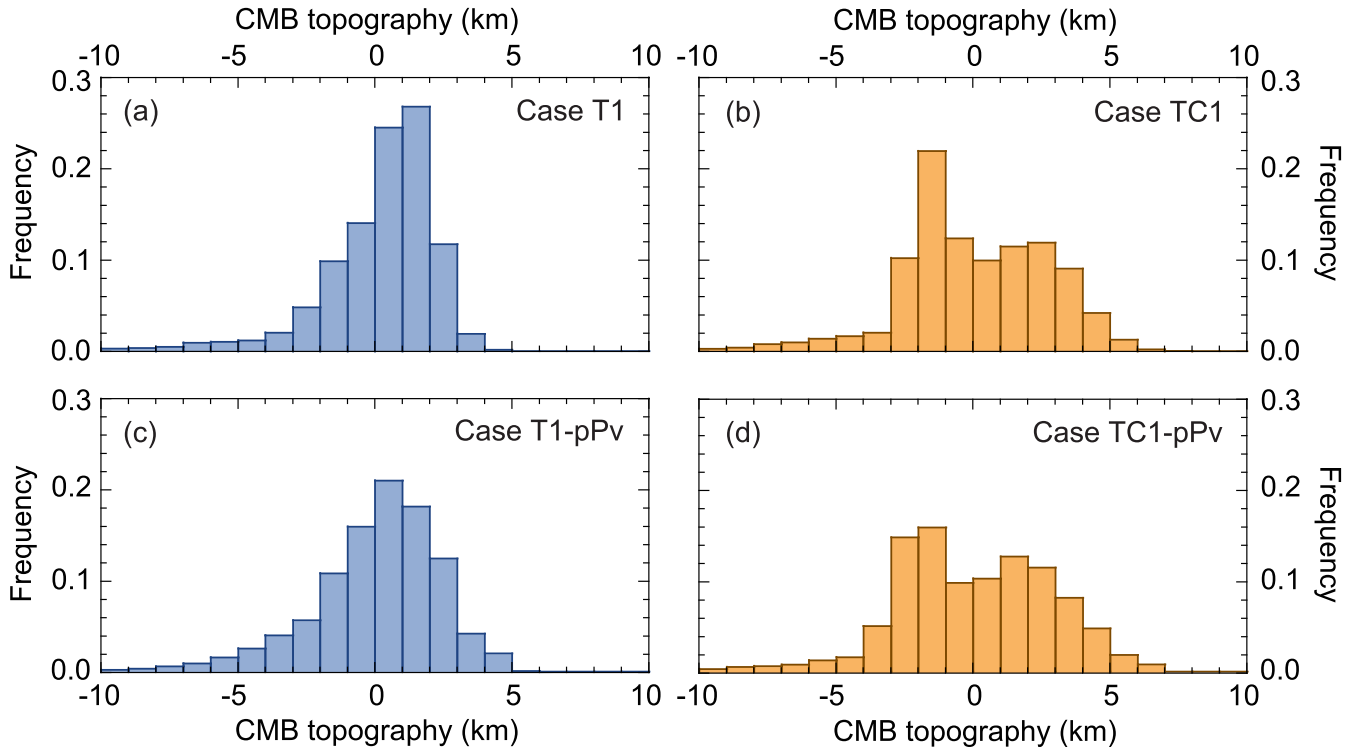 CMB topography (km)
CMB topography (km)
-10 -5 0 5 10
-10 -5 0 5 10
0.3
(a)
Case T1
(b)
Case TC1
0.3
0.2
0.2
Frequency
Frequency
0.1
0.1
0.0
0.0
0.3
(c)
Case T1-pPv
(d)
Case TC1-pPv
0.3
0.2
0.2
Frequency
Frequency
0.1
0.1
0.0
0.0
-10 -5 0 5 10
-10 -5 0 5 10
CMB topography (km)
CMB topography (km)